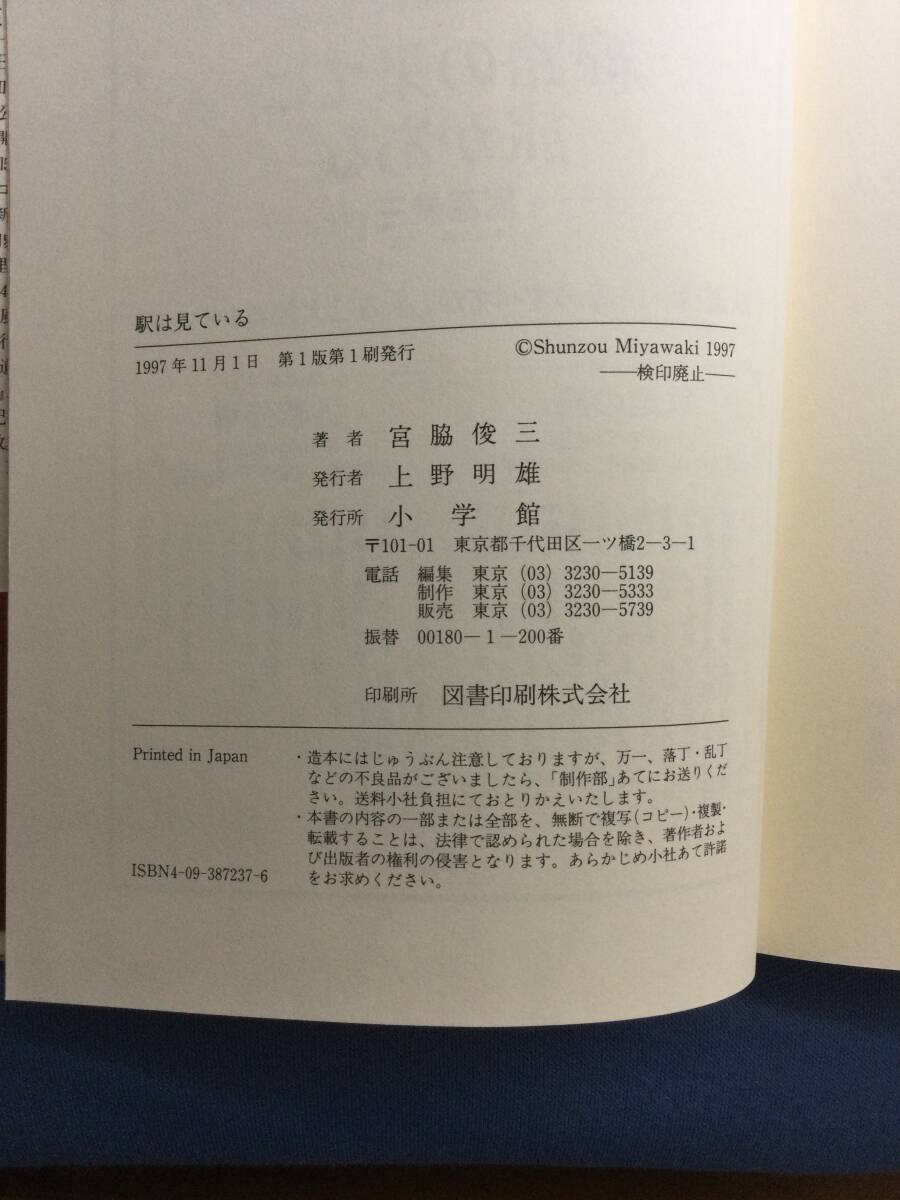 駅は見ている
1997年11月1日 第1版第1刷発行
©Shunzou Miyawaki 1997
──検印廃止──
著者 宮脇俊三
発行者 上野明雄
発行所 小学館
〒101-01 東京都千代田区一ツ橋2―3―1
電話 編集 東京(03)3230―5139
制作 東京(03)3230―5333
販売 東京(03)3230―5739
振替 00180―1―200番
印刷所 図書印刷株式会社
Printed in Japan
・造本にはじゅうぶん注意しておりますが、万一、落丁・乱丁
などの不良品がございましたら、「制作部」あてにお送りくだ
さい。送料小社負担にておとりかえいたします。
・本書の内容の一部または全部を、無断で複写(コピー)・複製・
転載することは、法律で認められた場合を除き、著作者およ
び出版者の権利の侵害となります。あらかじめ小社あて許諾
をお求めください。
ISBN4-09-387237-6